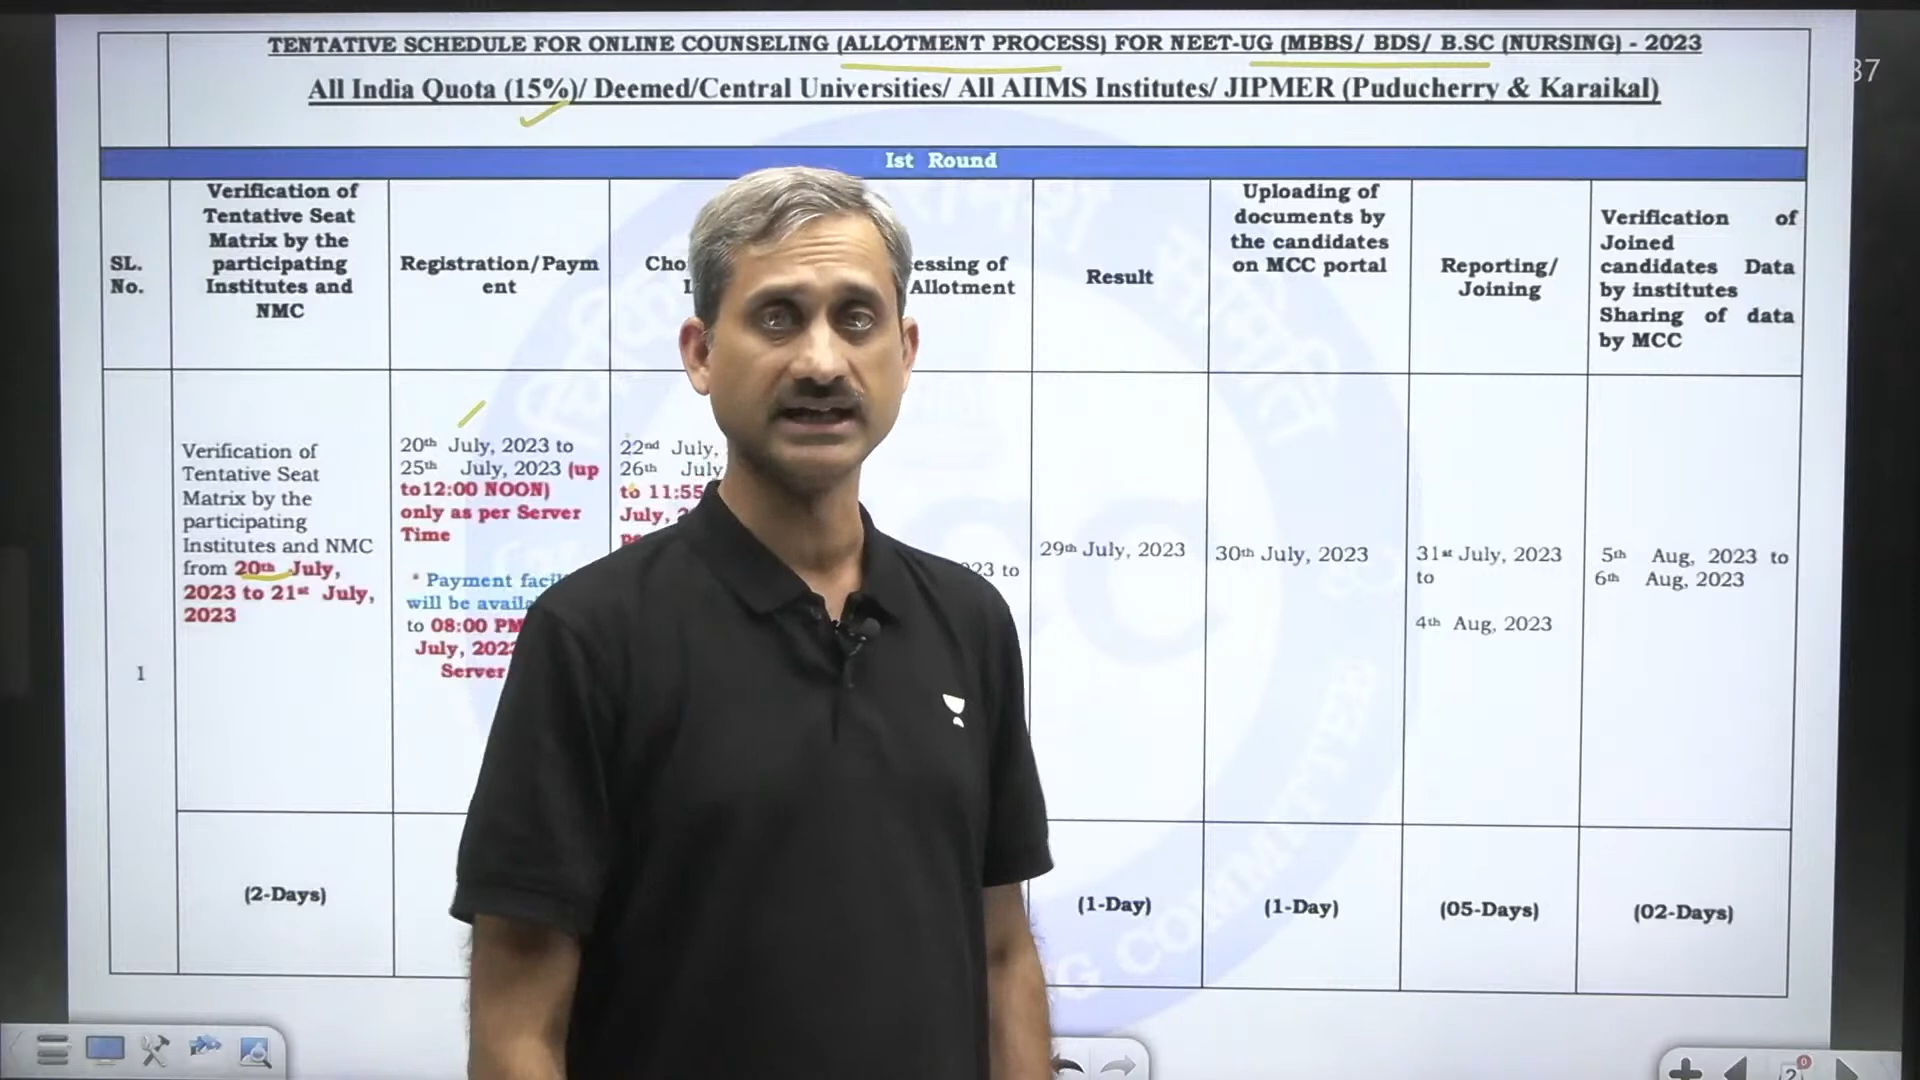 TENTATIVE SCHEDULE FOR ONLINE COUNSELING (ALLOTMENT PROCESS) FOR NEET-UG (MBBS/ BDS/ B.SC (NURSING) - 2023
All India Quota (15%)/ Deemed/Central Universities/ All AIIMS Institutes/ JIPMER (Puducherry & Karaikal)
37
Ist Round
SL.
No.
Verification of
Tentative Seat
Matrix by the
participating
Institutes and
NMC
Registration/Paym
ent
Result
Allotment
Uploading of
documents by
the candidates
on MCC portal
Reporting/
Joining
Verification of
Joined
candidates Data
by institutes
Sharing of data
by MCC
1
Verification of
Tentative Seat
Matrix by the
participating
Institutes and NMC
from 20th July,
2023 to 21st July,
2023
20th July, 2023 to
25th July, 2023 (up
to12:00 NOON)
only as per Server
Time
* Payment
will be
to 08:00 PM
July,
Server
22nd July,
26th July
to 11:55
July,
to
29th July, 2023
30th July, 2023
31st July, 2023
to
4th Aug, 2023
5th Aug, 2023 to
6th Aug, 2023
(2-Days)
(1-Day)
(1-Day)
(05-Days)
(02-Days)
COMMITTEE
2
0